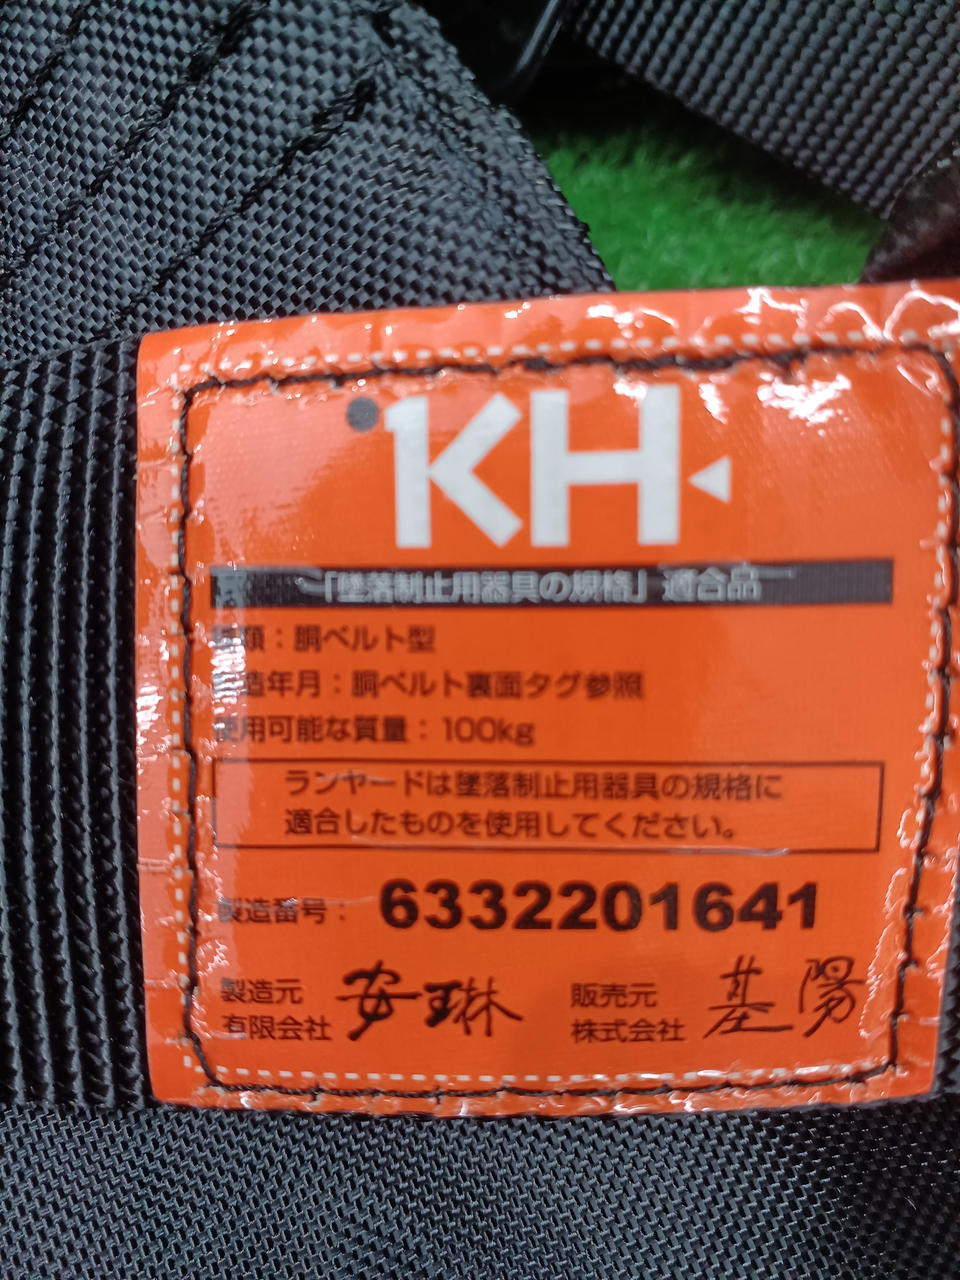 KH
「墜落制止用器具の規格」適合品
種類：胴ベルト型
製造年月：胴ベルト裏面タグ参照
使用可能な質量：100kg
ランヤードは墜落制止用器具の規格に
適合したものを使用してください。
製造番号：6332201641
製造元
有限会社 安琳
販売元
株式会社 基陽